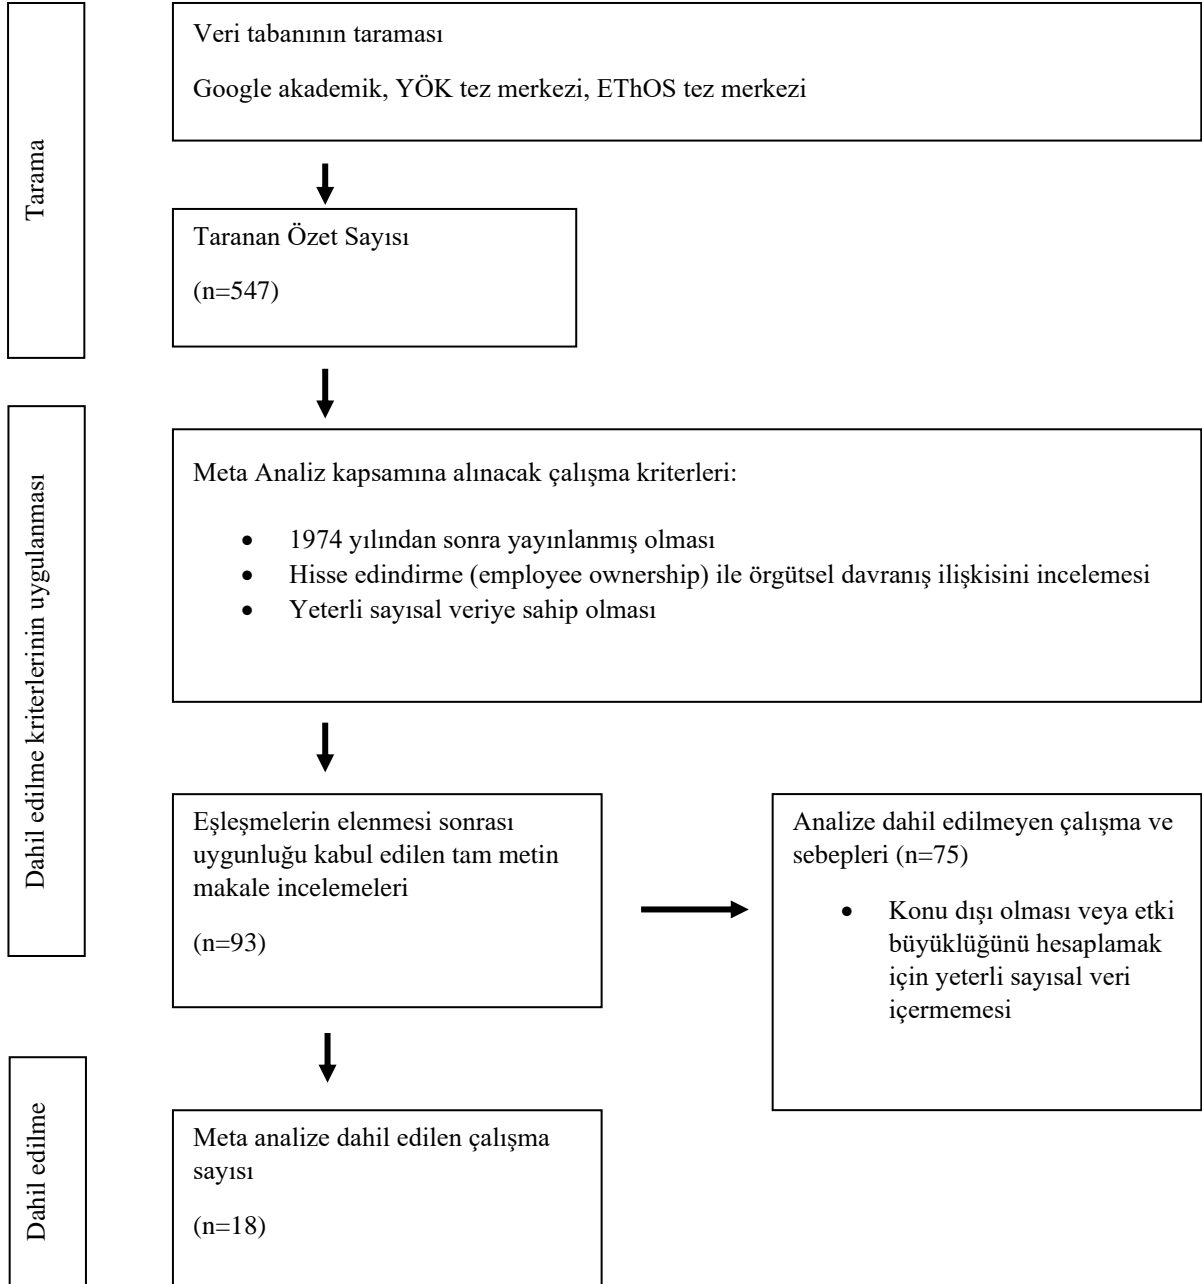 Tarama
Veri tabanının taraması
Google akademik, YÖK tez merkezi, EThOS tez merkezi
Taranan Özet Sayısı
(n=547)
Dahil edilme kriterlerinin uygulanması
Meta Analiz kapsamına alınacak çalışma kriterleri:
• 1974 yılından sonra yayınlanmış olması
• Hisse edindirme (employee ownership) ile örgütsel davranış ilişkisini incelemesi
• Yeterli sayısal veriye sahip olması
Eşleşmelerin elenmesi sonrası
uygunluğu kabul edilen tam metin
makale incelemeleri
(n=93)
Analize dahil edilmeyen çalışma ve
sebepleri (n=75)
• Konu dışı olması veya etki
büyüklüğünü hesaplamak
için yeterli sayısal veri
içermemesi
Dahil edilme
Meta analize dahil edilen çalışma
sayısı
(n=18)